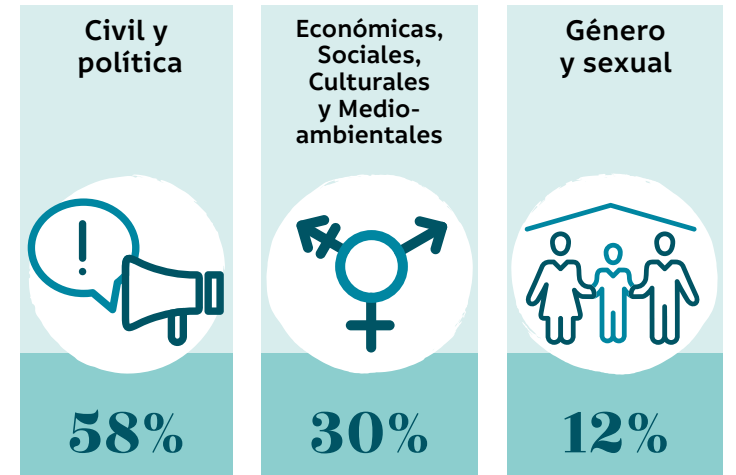 Civil y
política
58%
Económicas,
Sociales,
Culturales
y Medio-
ambientales
30%
Género
y sexual
12%